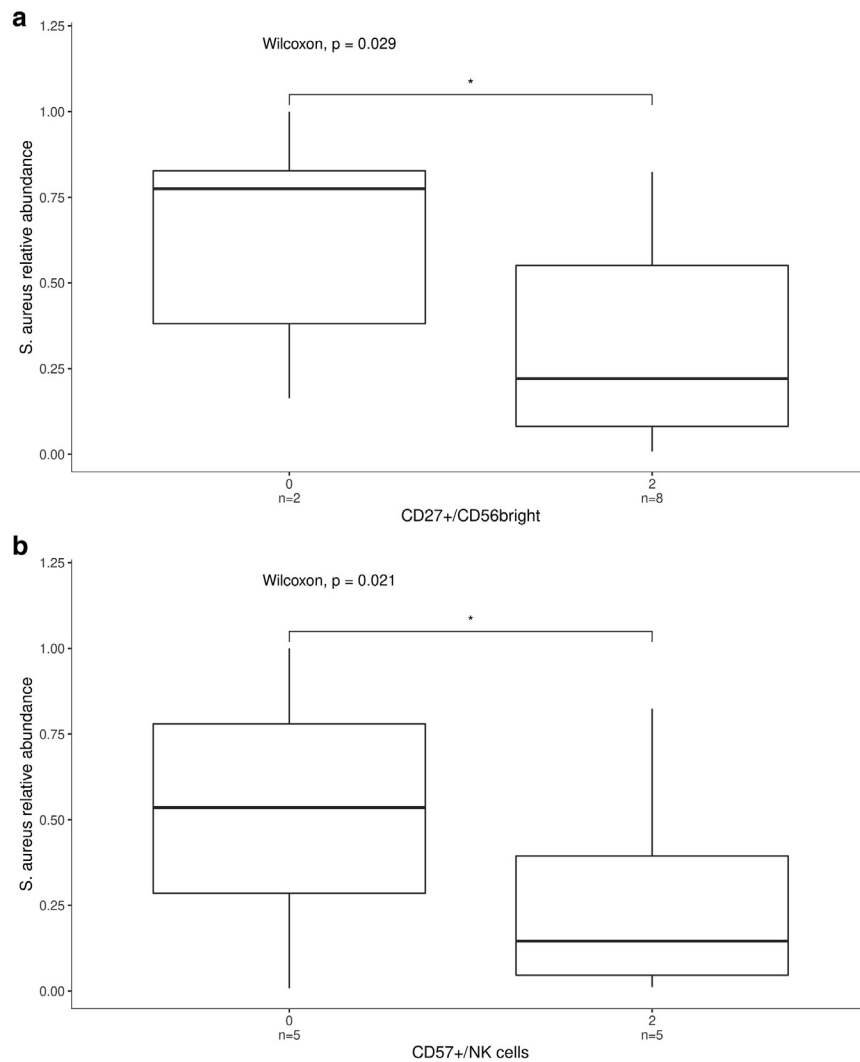 a
Wilcoxon, p = 0.029
*
S. aureus relative abundance
1.25
1.00
0.75
0.50
0.25
0.00
0
n=2
2
n=8
CD27+/CD56bright
b
Wilcoxon, p = 0.021
*
S. aureus relative abundance
1.25
1.00
0.75
0.50
0.25
0.00
0
n=5
2
n=5
CD57+/NK cells